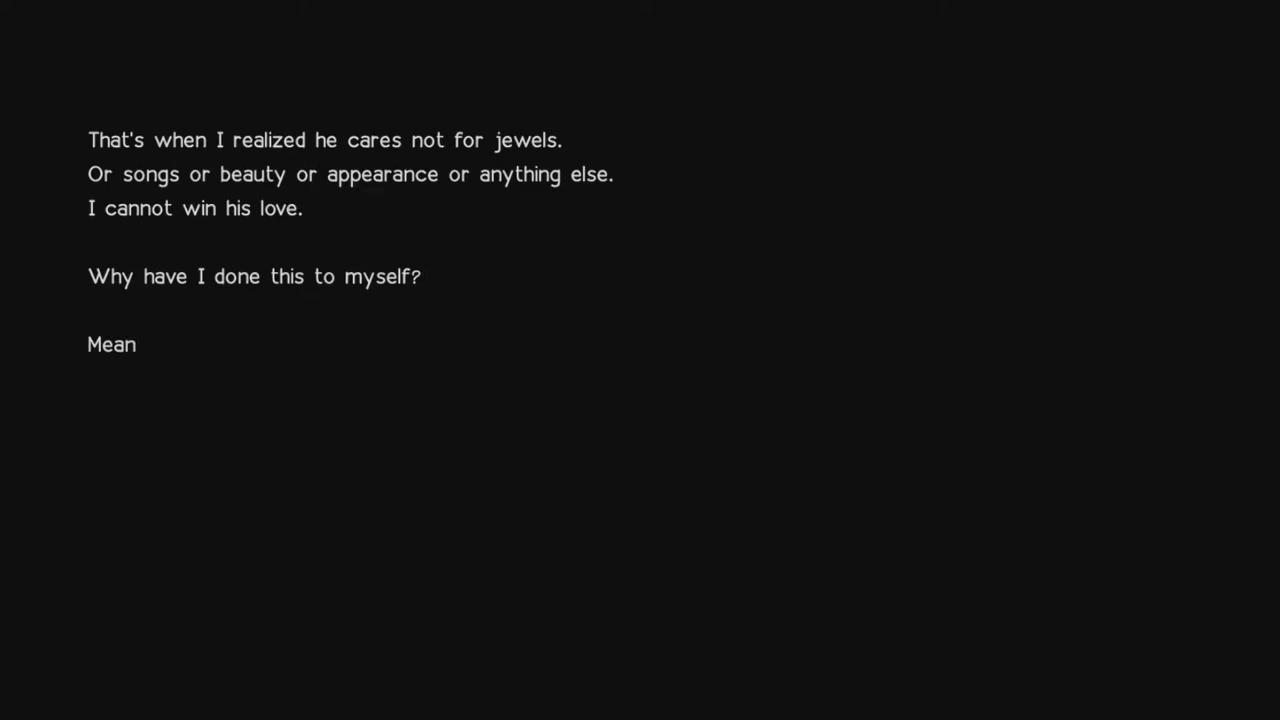 That's when I realized he cares not for jewels.
Or songs or beauty or appearance or anything else.
I cannot win his love.
Why have I done this to myself?
Mean